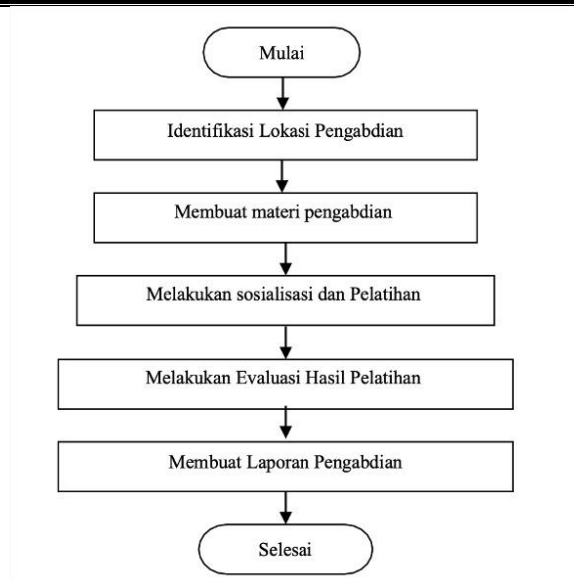 Mulai
Identifikasi Lokasi Pengabdian
Membuat materi pengabdian
Melakukan sosialisasi dan Pelatihan
Melakukan Evaluasi Hasil Pelatihan
Membuat Laporan Pengabdian
Selesai